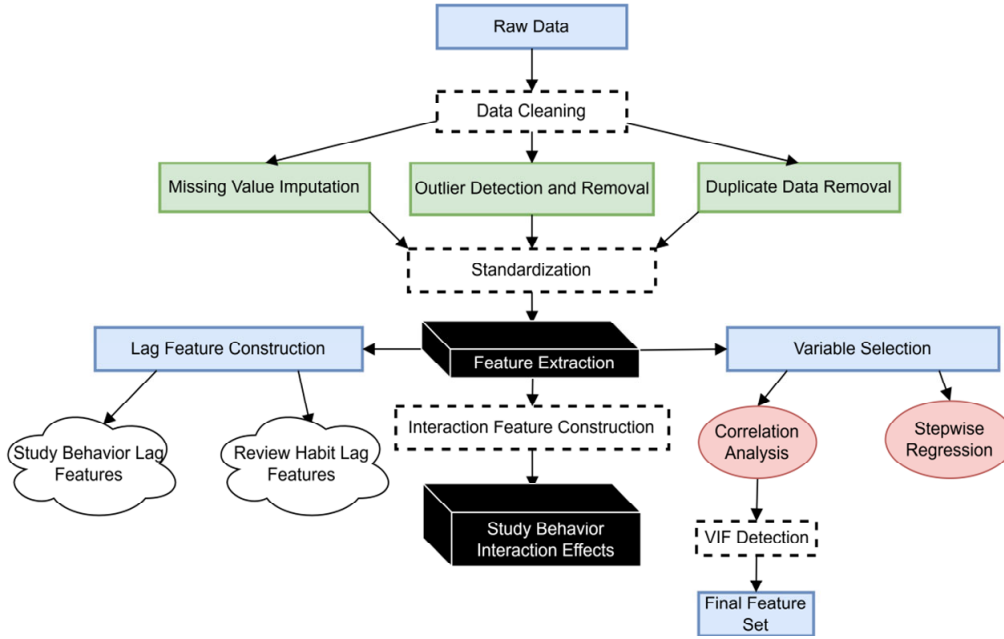 Raw Data
Data Cleaning
Missing Value Imputation
Outlier Detection and Removal
Duplicate Data Removal
Standardization
Lag Feature Construction
Feature Extraction
Variable Selection
Study Behavior Lag
Features
Review Habit Lag
Features
Interaction Feature Construction
Correlation
Analysis
Stepwise
Regression
Study Behavior
Interaction Effects
VIF Detection
Final Feature
Set